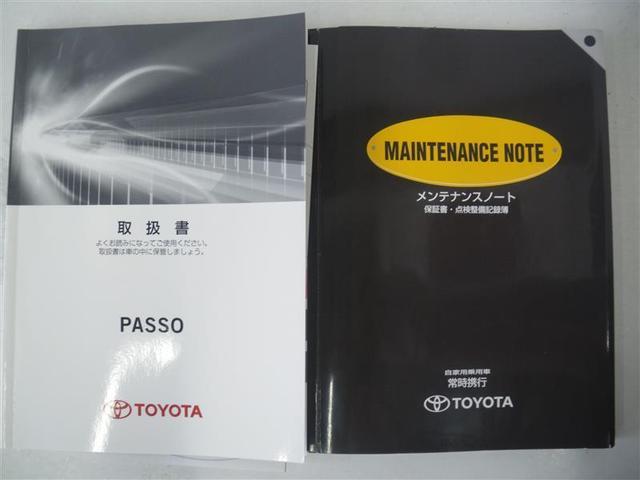 取扱書
よくお読みになってご使用ください。
取扱書は車の中に保管しましょう。
PASSO
TOYOTA
MAINTENANCE NOTE
メンテナンスノート
保証書・点検整備記録簿
自家用乗用車
常時携行
TOYOTA